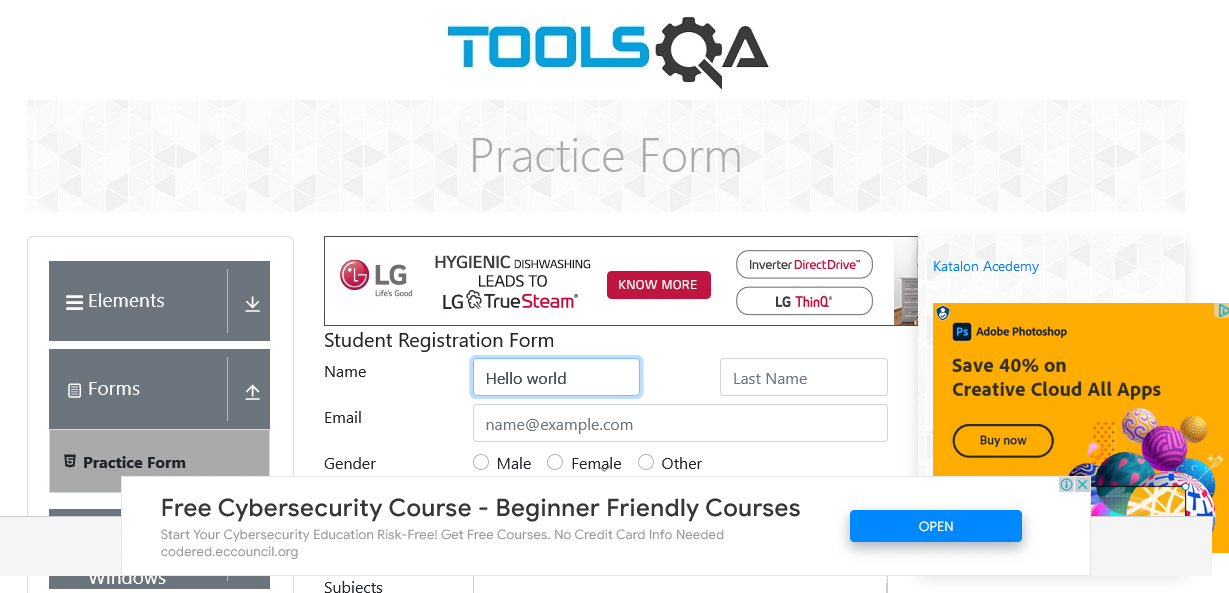 TOOLSQA
Practice Form
Elements
Forms
Practice Form
Windows
LG
Life's Good
HYGIENIC DISHWASHING
LEADS TO
LG TrueSteam®
KNOW MORE
Inverter DirectDrive™
LG ThinQ®
Student Registration Form
Name
Hello world
Last Name
Email
name@example.com
Gender
Male
Female
Other
Subjects
Katalon Acedemy
Ps Adobe Photoshop
Save 40% on
Creative Cloud All Apps
Buy now
Free Cybersecurity Course - Beginner Friendly Courses
Start Your Cybersecurity Education Risk-Free! Get Free Courses. No Credit Card Info Needed
codered.eccouncil.org
OPEN